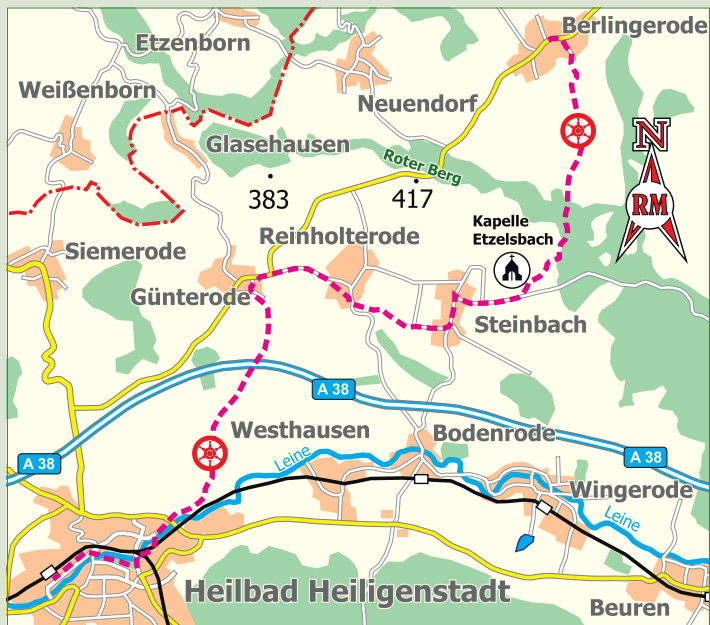 Berlingerode
Etzenborn
Weißenborn
Neuendorf
N
Glasehausen
Roter Berg
383
417
RM
Kapelle
Etzelsbach
Reinholterode
Siemerode
Günterode
Steinbach
A 38
Westhausen
Bodenrode
A 38
Leine
A 38
Wingerode
Leine
Heilbad Heiligenstadt
Beuren